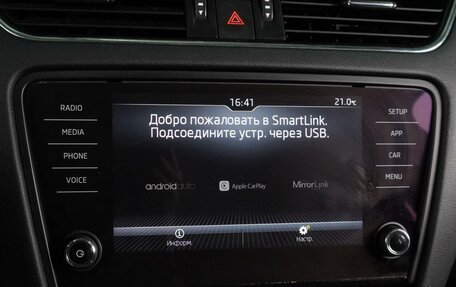 16:41
21.0°C
RADIO
MEDIA
PHONE
VOICE
Добро пожаловать в SmartLink.
Подсоедините устр. через USB.
androidauto
Apple CarPlay
MirrorLink
Информ.
Настр.
SETUP
APP
CAR
MENU